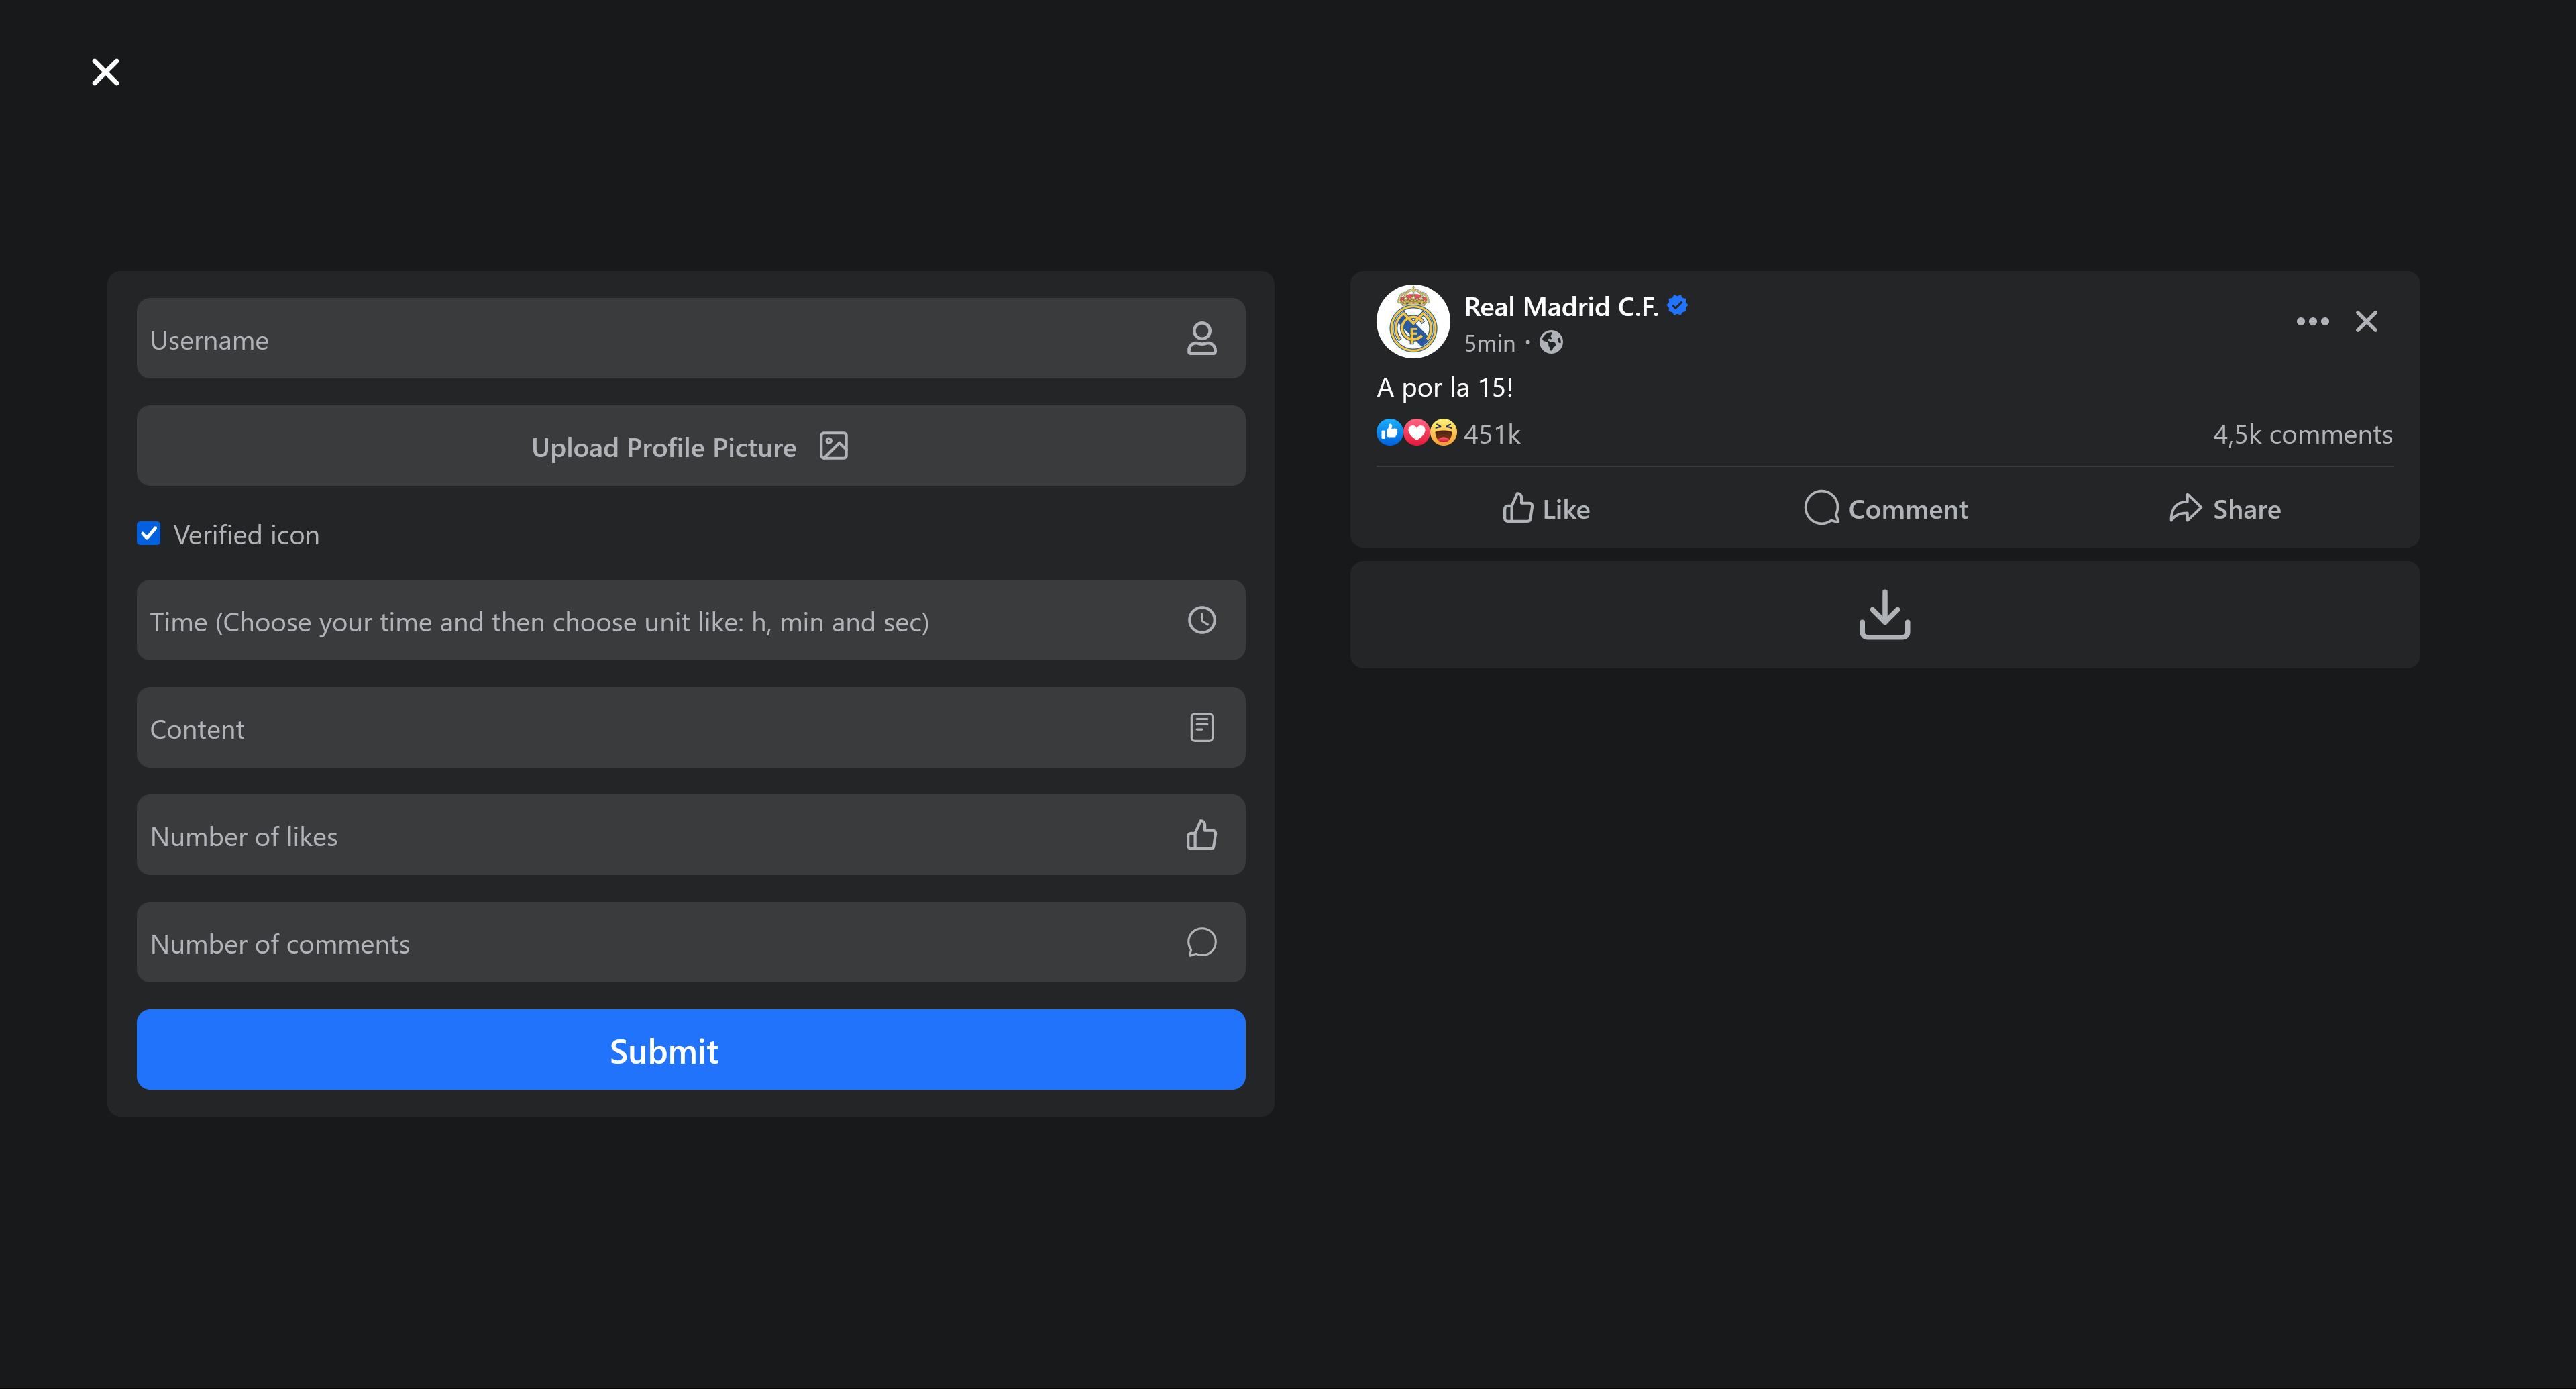 Username
Upload Profile Picture
Verified icon
Time (Choose your time and then choose unit like: h, min and sec)
Content
Number of likes
Number of comments
Submit
Real Madrid C.F.
5min ·
A por la 15!
451k 4,5k comments
Like Comment Share